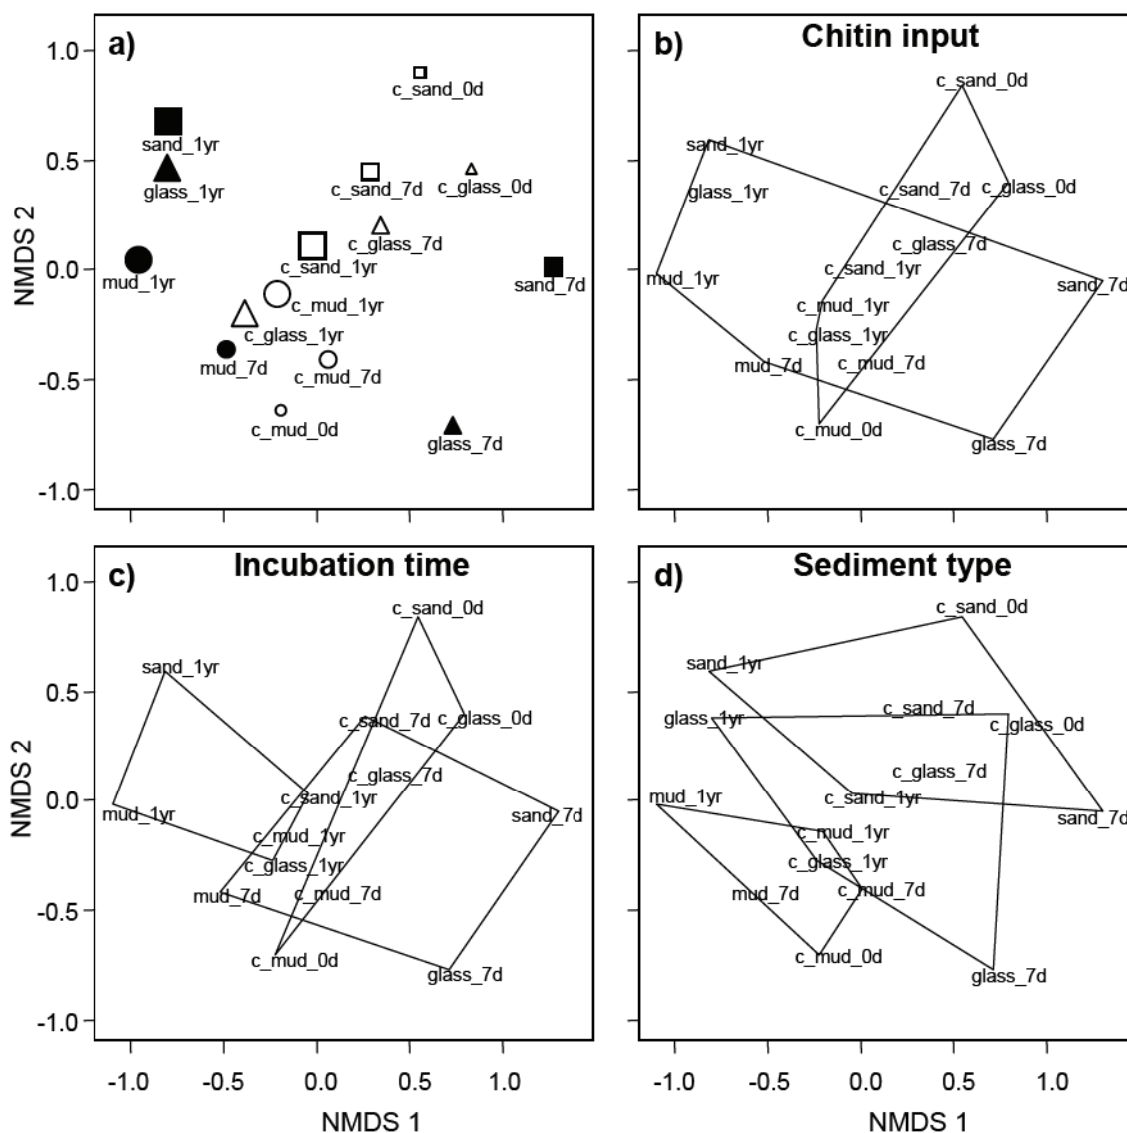 a)
1.0
0.5
0.0
-0.5
-1.0
NMDS 2
c_sand_0d
sand_1yr
glass_1yr
c_sand_7d
c_glass_0d
c_glass_7d
mud_1yr
c_sand_1yr
sand_7d
c_mud_1yr
c_glass_1yr
mud_7d
c_mud_7d
c_mud_0d
glass_7d
b)
Chitin input
c_sand_0d
sand_1yr
glass_1yr
c_sand_7d
c_glass_0d
c_glass_7d
mud_1yr
c_sand_1yr
sand_7d
c_mud_1yr
c_glass_1yr
mud_7d
c_mud_7d
c_mud_0d
glass_7d
c)
Incubation time
1.0
0.5
0.0
-0.5
-1.0
NMDS 2
c_sand_0d
sand_1yr
c_sand_7d
c_glass_0d
c_glass_7d
mud_1yr
c_sand_1yr
sand_7d
c_mud_1yr
c_glass_1yr
mud_7d
c_mud_7d
c_mud_0d
glass_7d
-1.0
-0.5
0.0
0.5
1.0
NMDS 1
d)
Sediment type
c_sand_0d
sand_1yr
glass_1yr
c_sand_7d
c_glass_0d
c_glass_7d
mud_1yr
c_sand_1yr
sand_7d
c_mud_1yr
c_glass_1yr
mud_7d
c_mud_7d
c_mud_0d
glass_7d
-1.0
-0.5
0.0
0.5
1.0
NMDS 1